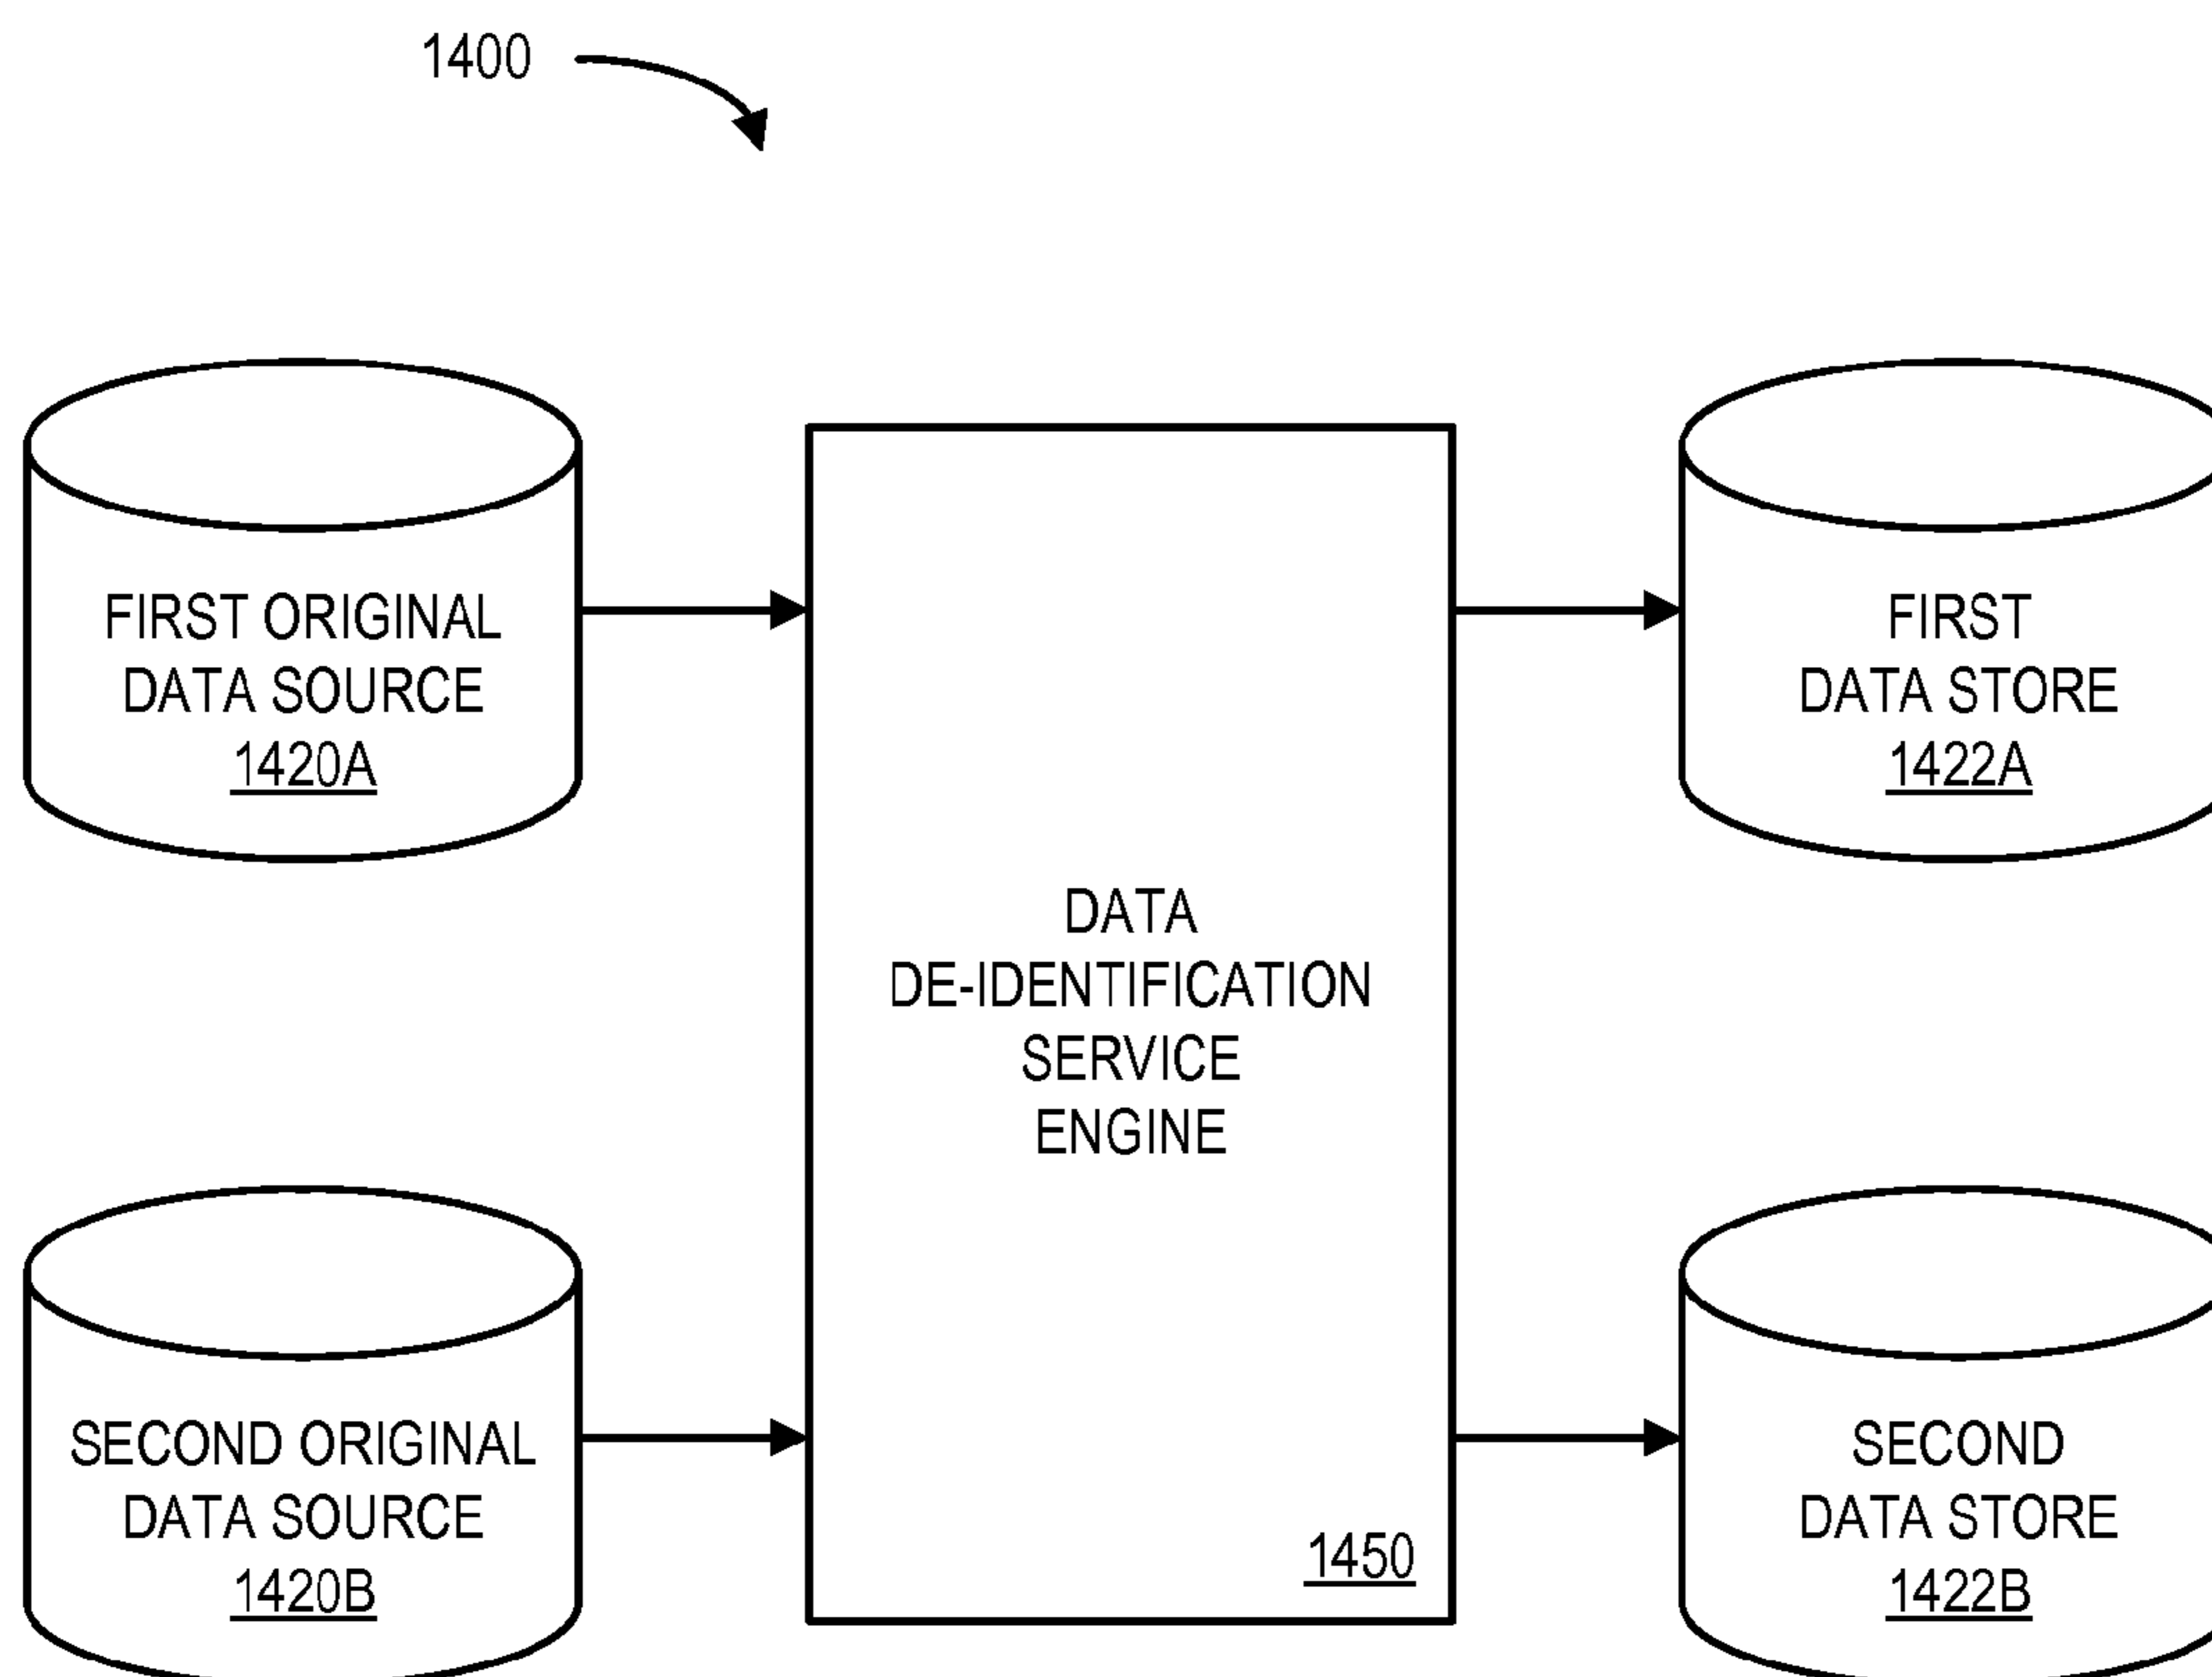 1400
FIRST ORIGINAL
DATA SOURCE
1420A
FIRST
DATA STORE
1422A
DATA
DE-IDENTIFICATION
SERVICE
ENGINE
1450
SECOND ORIGINAL
DATA SOURCE
1420B
SECOND
DATA STORE
1422B